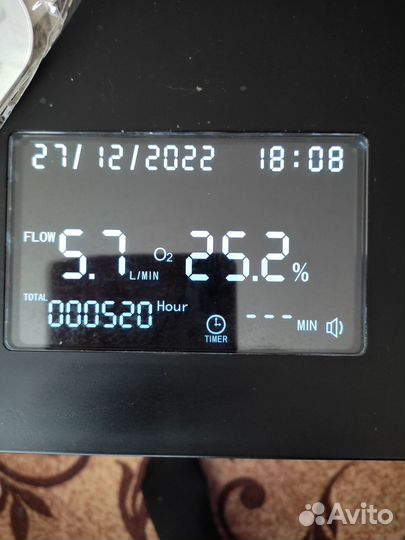 27/12/2022 18:08
FLOW 5.7 L/MIN O2 25.2 %
TOTAL 000520 Hour TIMER --- MIN
Avito